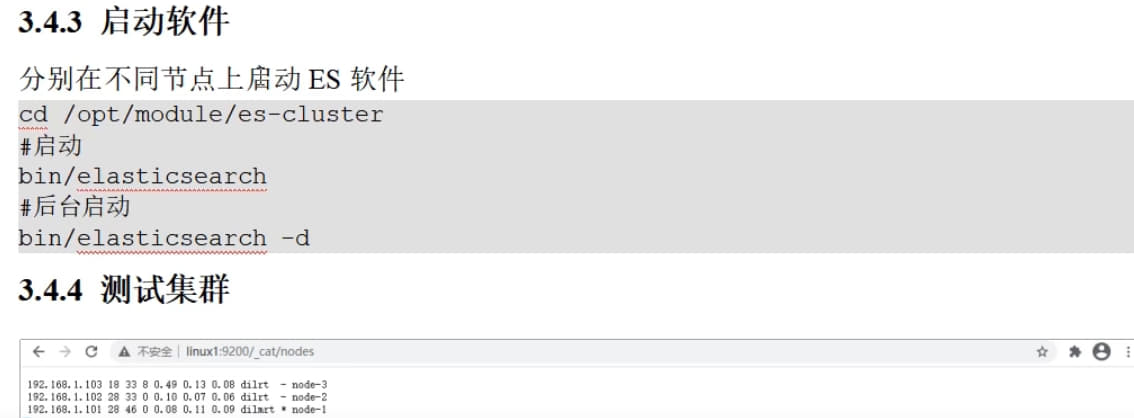 3.4.3 启动软件
分别在不同节点上启动 ES 软件
cd /opt/module/es-cluster
#启动
bin/elasticsearch
#后台启动
bin/elasticsearch -d
3.4.4 测试集群
不安全 | linux1:9200/_cat/nodes
192.168.1.103 18 33 8 0.49 0.13 0.08 dilrt - node-3
192.168.1.102 28 33 0 0.10 0.07 0.06 dilrt - node-2
192.168.1.101 28 46 0 0.08 0.11 0.09 dilmrt * node-1